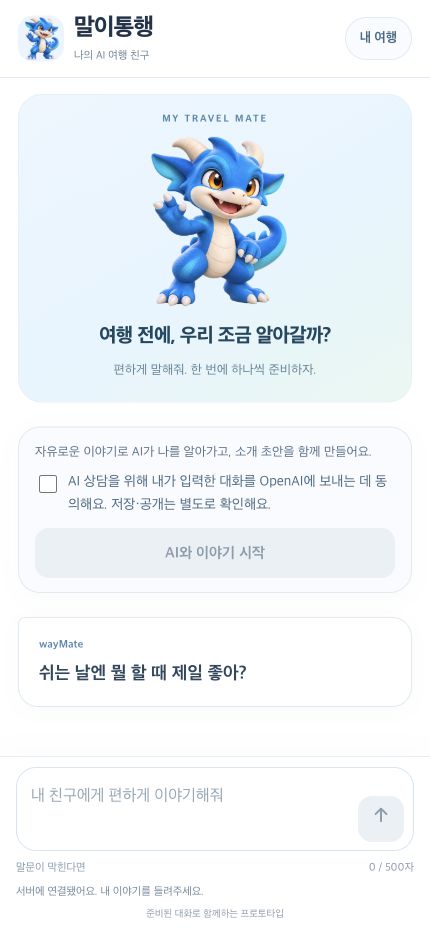 말이통행
나의 AI 여행 친구
내 여행
MY TRAVEL MATE
여행 전에, 우리 조금 알아갈까?
편하게 말해줘. 한 번에 하나씩 준비하자.
자유로운 이야기로 AI가 나를 알아가고, 소개 초안을 함께 만들어요.
AI 상담을 위해 내가 입력한 대화를 OpenAI에 보내는 데 동
의해요. 저장·공개는 별도로 확인해요.
AI와 이야기 시작
wayMate
쉬는 날엔 뭘 할 때 제일 좋아?
내 친구에게 편하게 이야기해줘
말문이 막힌다면
0 / 500자
서버에 연결됐어요. 내 이야기를 들려주세요.
준비된 대화로 함께하는 프로토타입